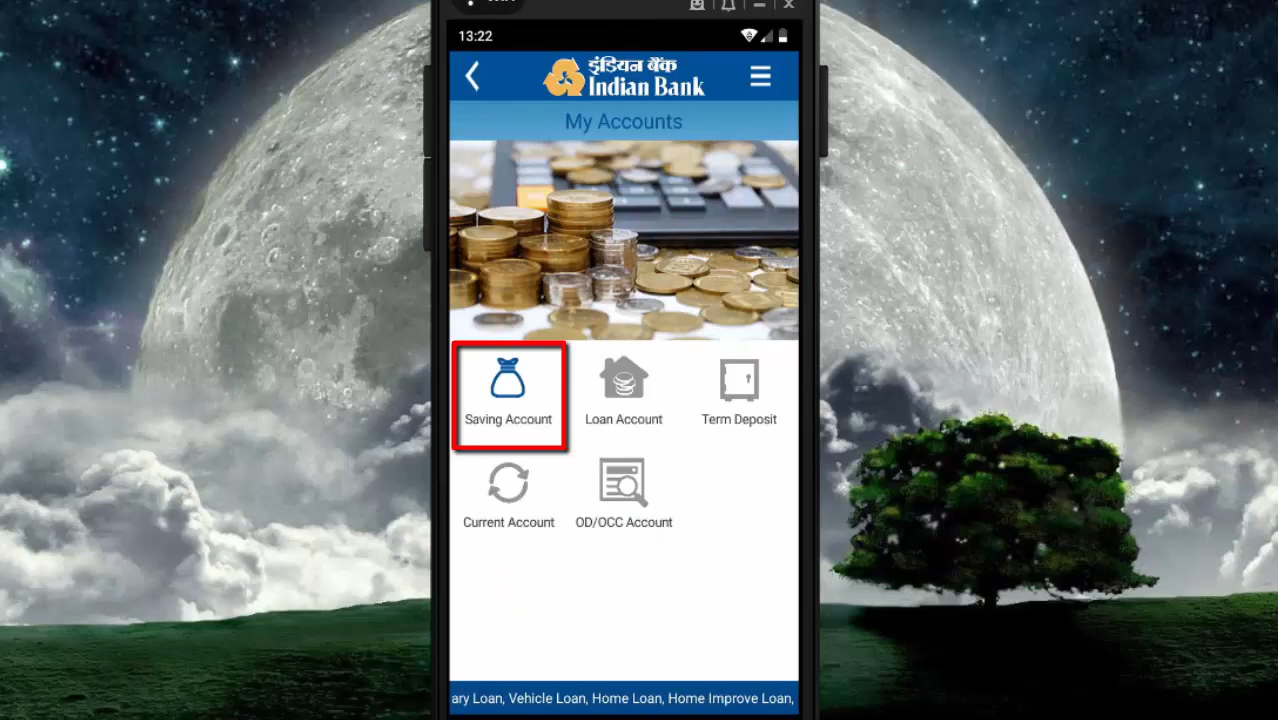 13:22
इंडियन बैंक
Indian Bank
My Accounts
Saving Account
Loan Account
Term Deposit
Current Account
OD/OCC Account
ary Loan, Vehicle Loan, Home Loan, Home Improve Loan,